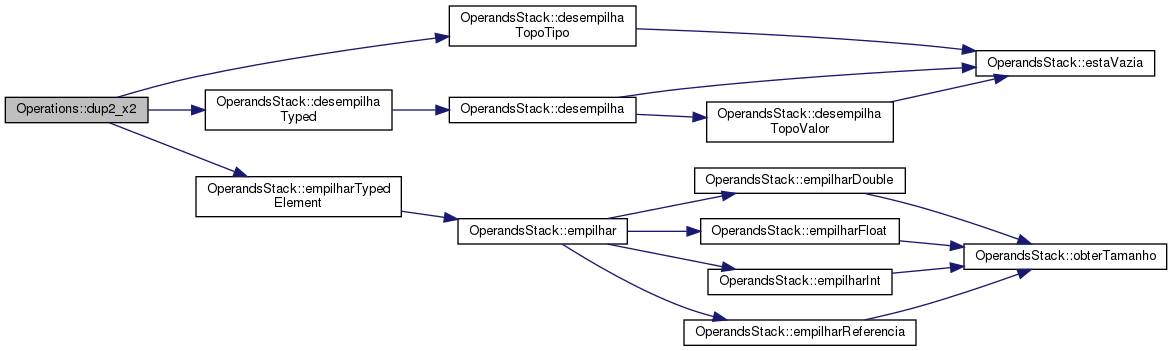 Operations::dup2_x2
OperandsStack::desempilha
TopoTipo
OperandsStack::desempilha
Typed
OperandsStack::empilharTyped
Element
OperandsStack::desempilha
OperandsStack::desempilha
TopoValor
OperandsStack::estaVazia
OperandsStack::empilhar
OperandsStack::empilharDouble
OperandsStack::empilharFloat
OperandsStack::empilharInt
OperandsStack::empilharReferencia
OperandsStack::obterTamanho